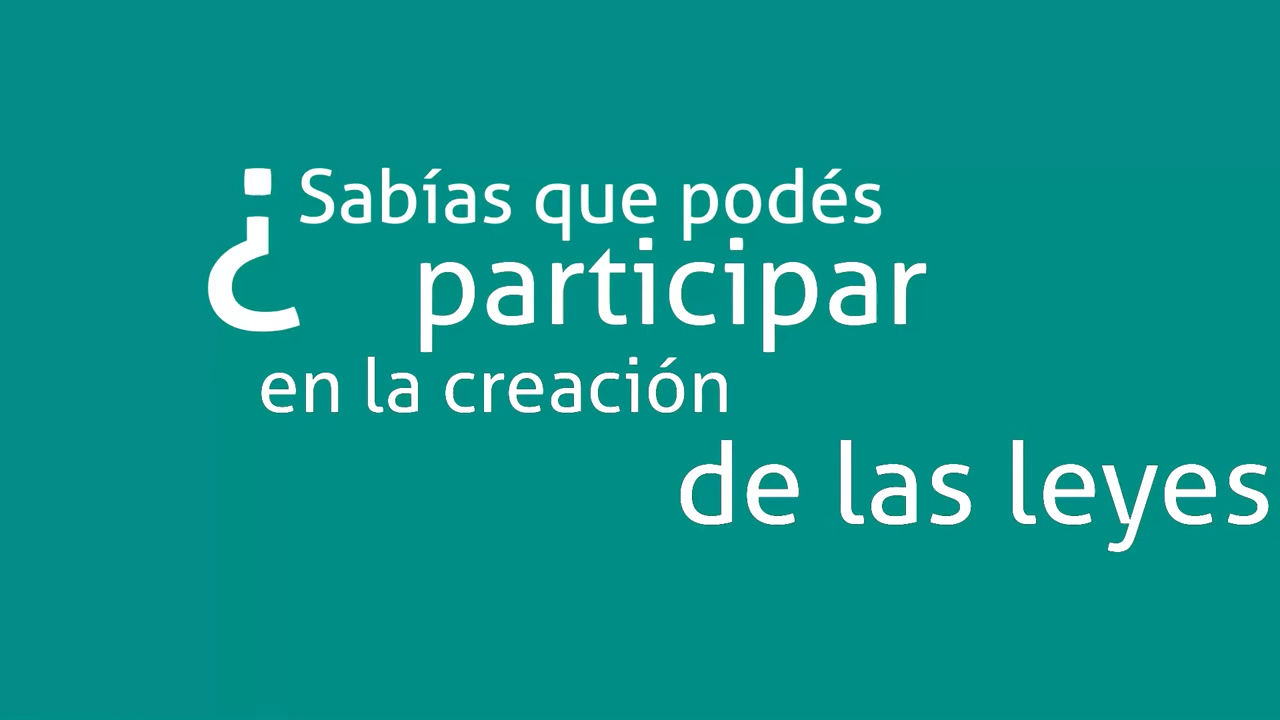 ¿Sabías que podés
participar
en la creación
de las leyes